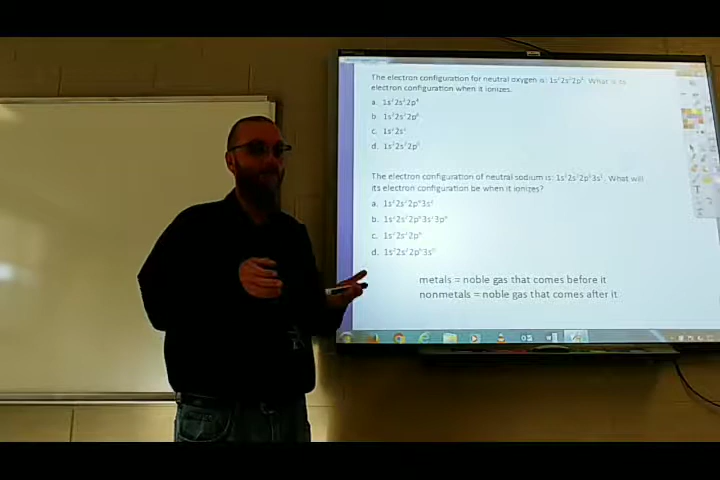 The electron configuration for neutral oxygen is: 1s²2s²2p⁴. What is its
electron configuration when it ionizes.
a. 1s²2s²2p⁴
b. 1s²2s²2p⁶
c. 1s²2s²
d. 1s²2s²2p
The electron configuration of neutral sodium is: 1s²2s²2p⁶3s¹. What will
its electron configuration be when it ionizes?
a. 1s²2s²2p⁶3s²
b. 1s²2s²2p⁶3s²3p⁶
c. 1s²2s²2p⁶
d. 1s²2s²2p⁶3s
metals = noble gas that comes before it
nonmetals = noble gas that comes after it